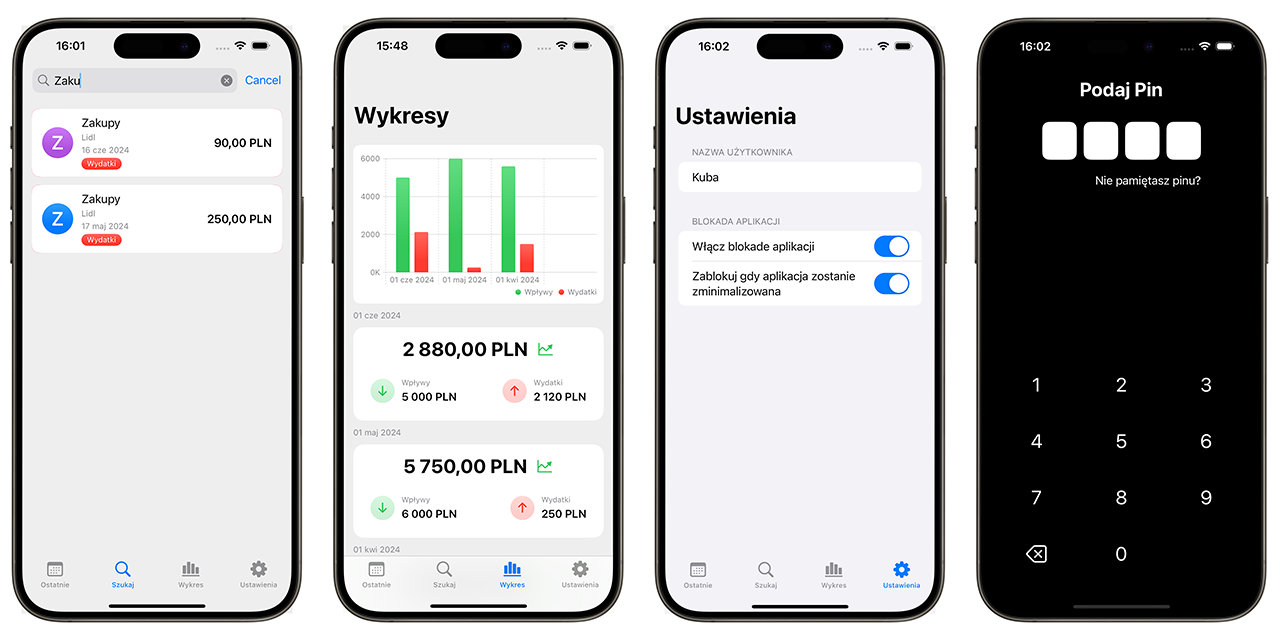 16:01
Zaku
Cancel
Z
Zakupy
Lidl
16 cze 2024
Wydatki
90,00 PLN
Z
Zakupy
Lidl
17 maj 2024
Wydatki
250,00 PLN
Ostatnie
Szukaj
Wykres
Ustawienia
15:48
Wykresy
6000
4000
2000
0K
01 cze 2024
01 maj 2024
01 kwi 2024
Wpływy
Wydatki
01 cze 2024
2 880,00 PLN
Wpływy
5 000 PLN
Wydatki
2 120 PLN
01 maj 2024
5 750,00 PLN
Wpływy
6 000 PLN
Wydatki
250 PLN
01 kwi 2024
Ostatnie
Szukaj
Wykres
Ustawienia
16:02
Ustawienia
NAZWA UŻYTKOWNIKA
Kuba
BLOKADA APLIKACJI
Włącz blokade aplikacji
Zablokuj gdy aplikacja zostanie
zminimalizowana
Ostatnie
Szukaj
Wykres
Ustawienia
16:02
Podaj Pin
Nie pamiętasz pinu?
1 2 3
4 5 6
7 8 9
0